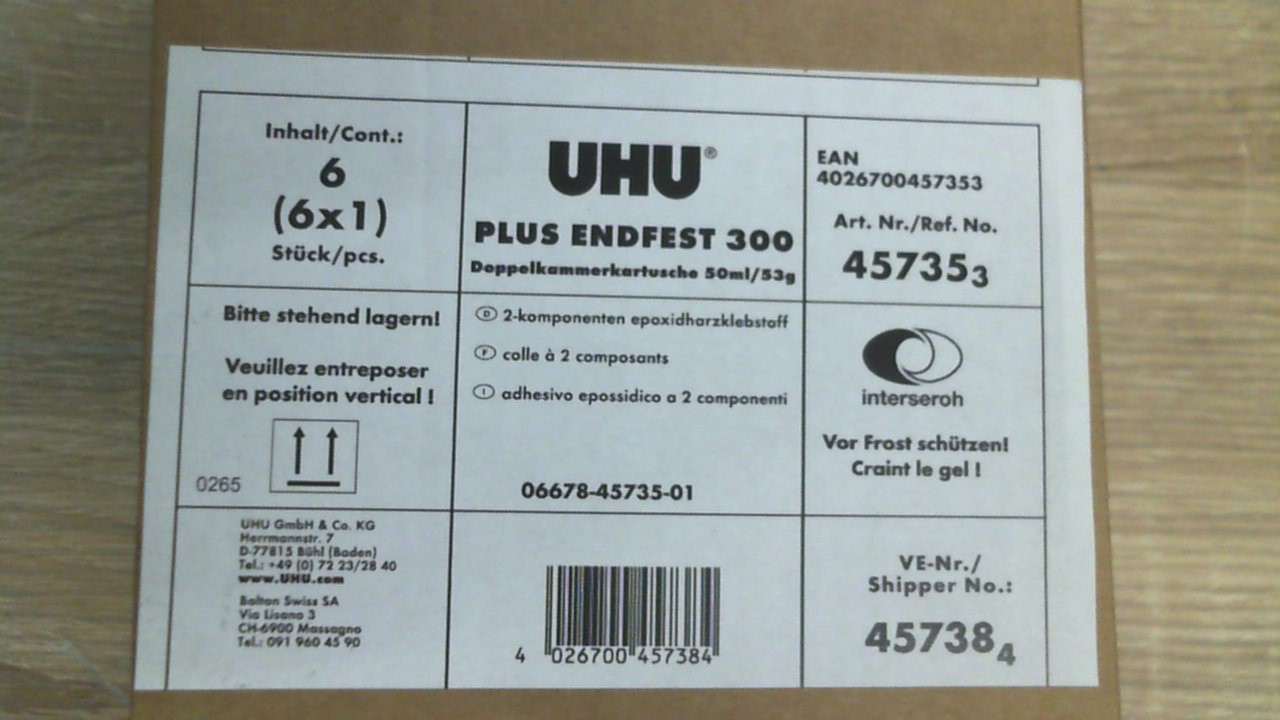 Inhalt/Cont.:
6
(6x1)
Stück/pcs.
UHU®
PLUS ENDFEST 300
Doppelkammerkartusche 50ml/53g
EAN
4026700457353
Art. Nr./Ref. No.
457353
Bitte stehend lagern!
Veuillez entreposer
en position vertical !
0265
D 2-komponenten epoxidharzklebstoff
F colle à 2 composants
I adhesivo epossidico a 2 componenti
06678-45735-01
interseroh
Vor Frost schützen!
Craint le gel !
UHU GmbH & Co. KG
Herrmannstr. 7
D-77815 Bühl (Baden)
Tel.: +49 (0) 72 23/28 40
www.UHU.com
Bolton Swiss SA
Via Lisano 3
CH-6900 Massagno
Tel.: 091 960 45 90
4 026700 457384
VE-Nr./
Shipper No.:
457384